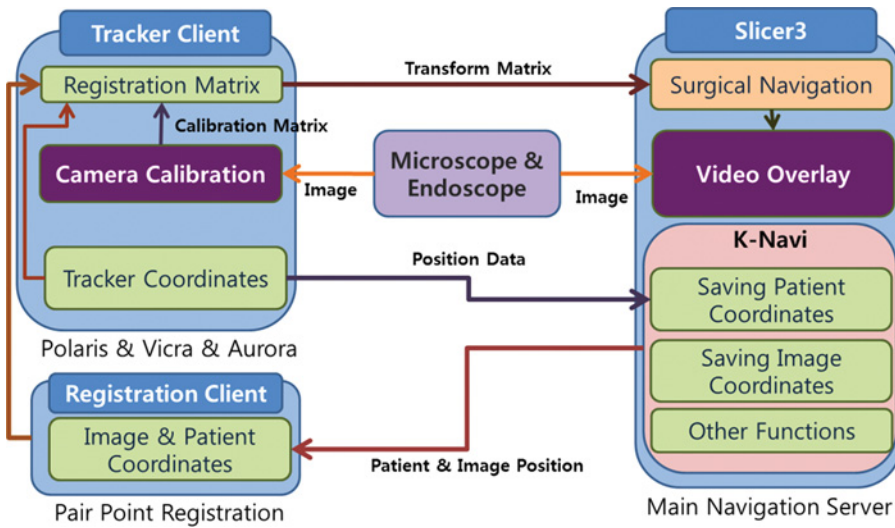 Tracker Client
Registration Matrix
Calibration Matrix
Camera Calibration
Tracker Coordinates
Polaris & Vicra & Aurora
Registration Client
Image & Patient
Coordinates
Pair Point Registration
Transform Matrix
Microscope &
Endoscope
Image
Image
Position Data
Patient & Image Position
Slicer3
Surgical Navigation
Video Overlay
K-Navi
Saving Patient
Coordinates
Saving Image
Coordinates
Other Functions
Main Navigation Server